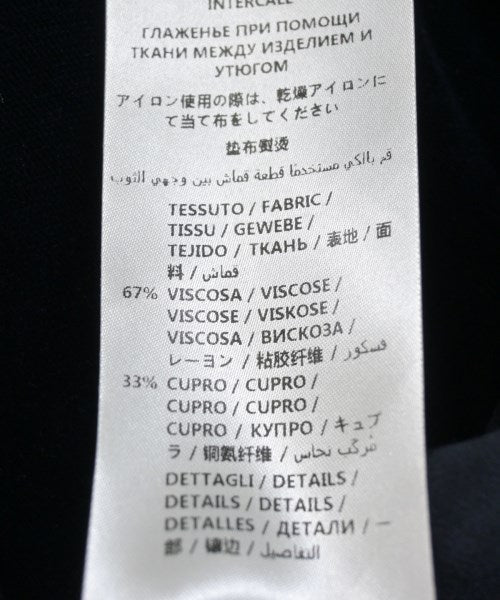 INTERCALÉ
ГЛАЖЕНЬЕ ПРИ ПОМОЩИ
ТКАНИ МЕЖДУ ИЗДЕЛИЕМ И
УТЮГОМ
アイロン使用の際は、乾燥アイロンに
て当て布をしてください
垫布熨烫
قم بالكي مستخدمًا قطعة قماش بين وجهي الثوب
TESSUTO / FABRIC /
TISSU / GEWEBE /
TEJIDO / ТКАНЬ / 表地 / 面
料 / قماش
67% VISCOSA / VISCOSE /
VISCOSE / VISKOSE /
VISCOSA / ВИСКОЗА /
レーヨン / 粘胶纤维 / فسكوز
33% CUPRO / CUPRO /
CUPRO / CUPRO /
CUPRO / КУПРО / キュプ
ラ / 铜氨纤维 / مُركّب نحاس
DETTAGLI / DETAILS /
DETAILS / DETAILS /
DETALLES / ДЕТАЛИ / 一
部 / 镶边 / التفاصيل